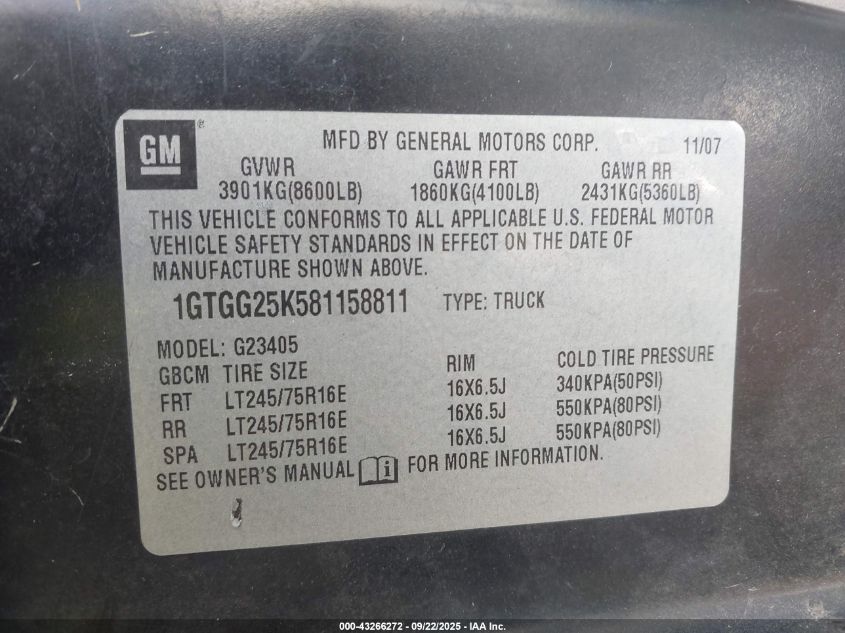 GM ®
MFD BY GENERAL MOTORS CORP. 11/07
GVWR GAWR FRT GAWR RR
3901KG(8600LB) 1860KG(4100LB) 2431KG(5360LB)
THIS VEHICLE CONFORMS TO ALL APPLICABLE U.S. FEDERAL MOTOR
VEHICLE SAFETY STANDARDS IN EFFECT ON THE DATE OF
MANUFACTURE SHOWN ABOVE.
1GTGG25K581158811 TYPE: TRUCK
MODEL: G23405
GBCM TIRE SIZE RIM COLD TIRE PRESSURE
FRT LT245/75R16E 16X6.5J 340KPA(50PSI)
RR LT245/75R16E 16X6.5J 550KPA(80PSI)
SPA LT245/75R16E 16X6.5J 550KPA(80PSI)
SEE OWNER'S MANUAL i FOR MORE INFORMATION.
000-43266272 - 09/22/2025 - IAA Inc.